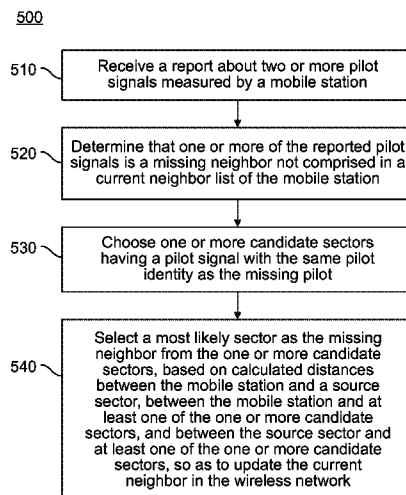 500
510
Receive a report about two or more pilot
signals measured by a mobile station
520
Determine that one or more of the reported pilot
signals is a missing neighbor not comprised in a
current neighbor list of the mobile station
530
Choose one or more candidate sectors
having a pilot signal with the same pilot
identity as the missing pilot
540
Select a most likely sector as the missing
neighbor from the one or more candidate
sectors, based on calculated distances
between the mobile station and a source
sector, between the mobile station and at
least one of the one or more candidate
sectors, and between the source sector and
at least one of the one or more candidate
sectors, so as to update the current
neighbor in the wireless network